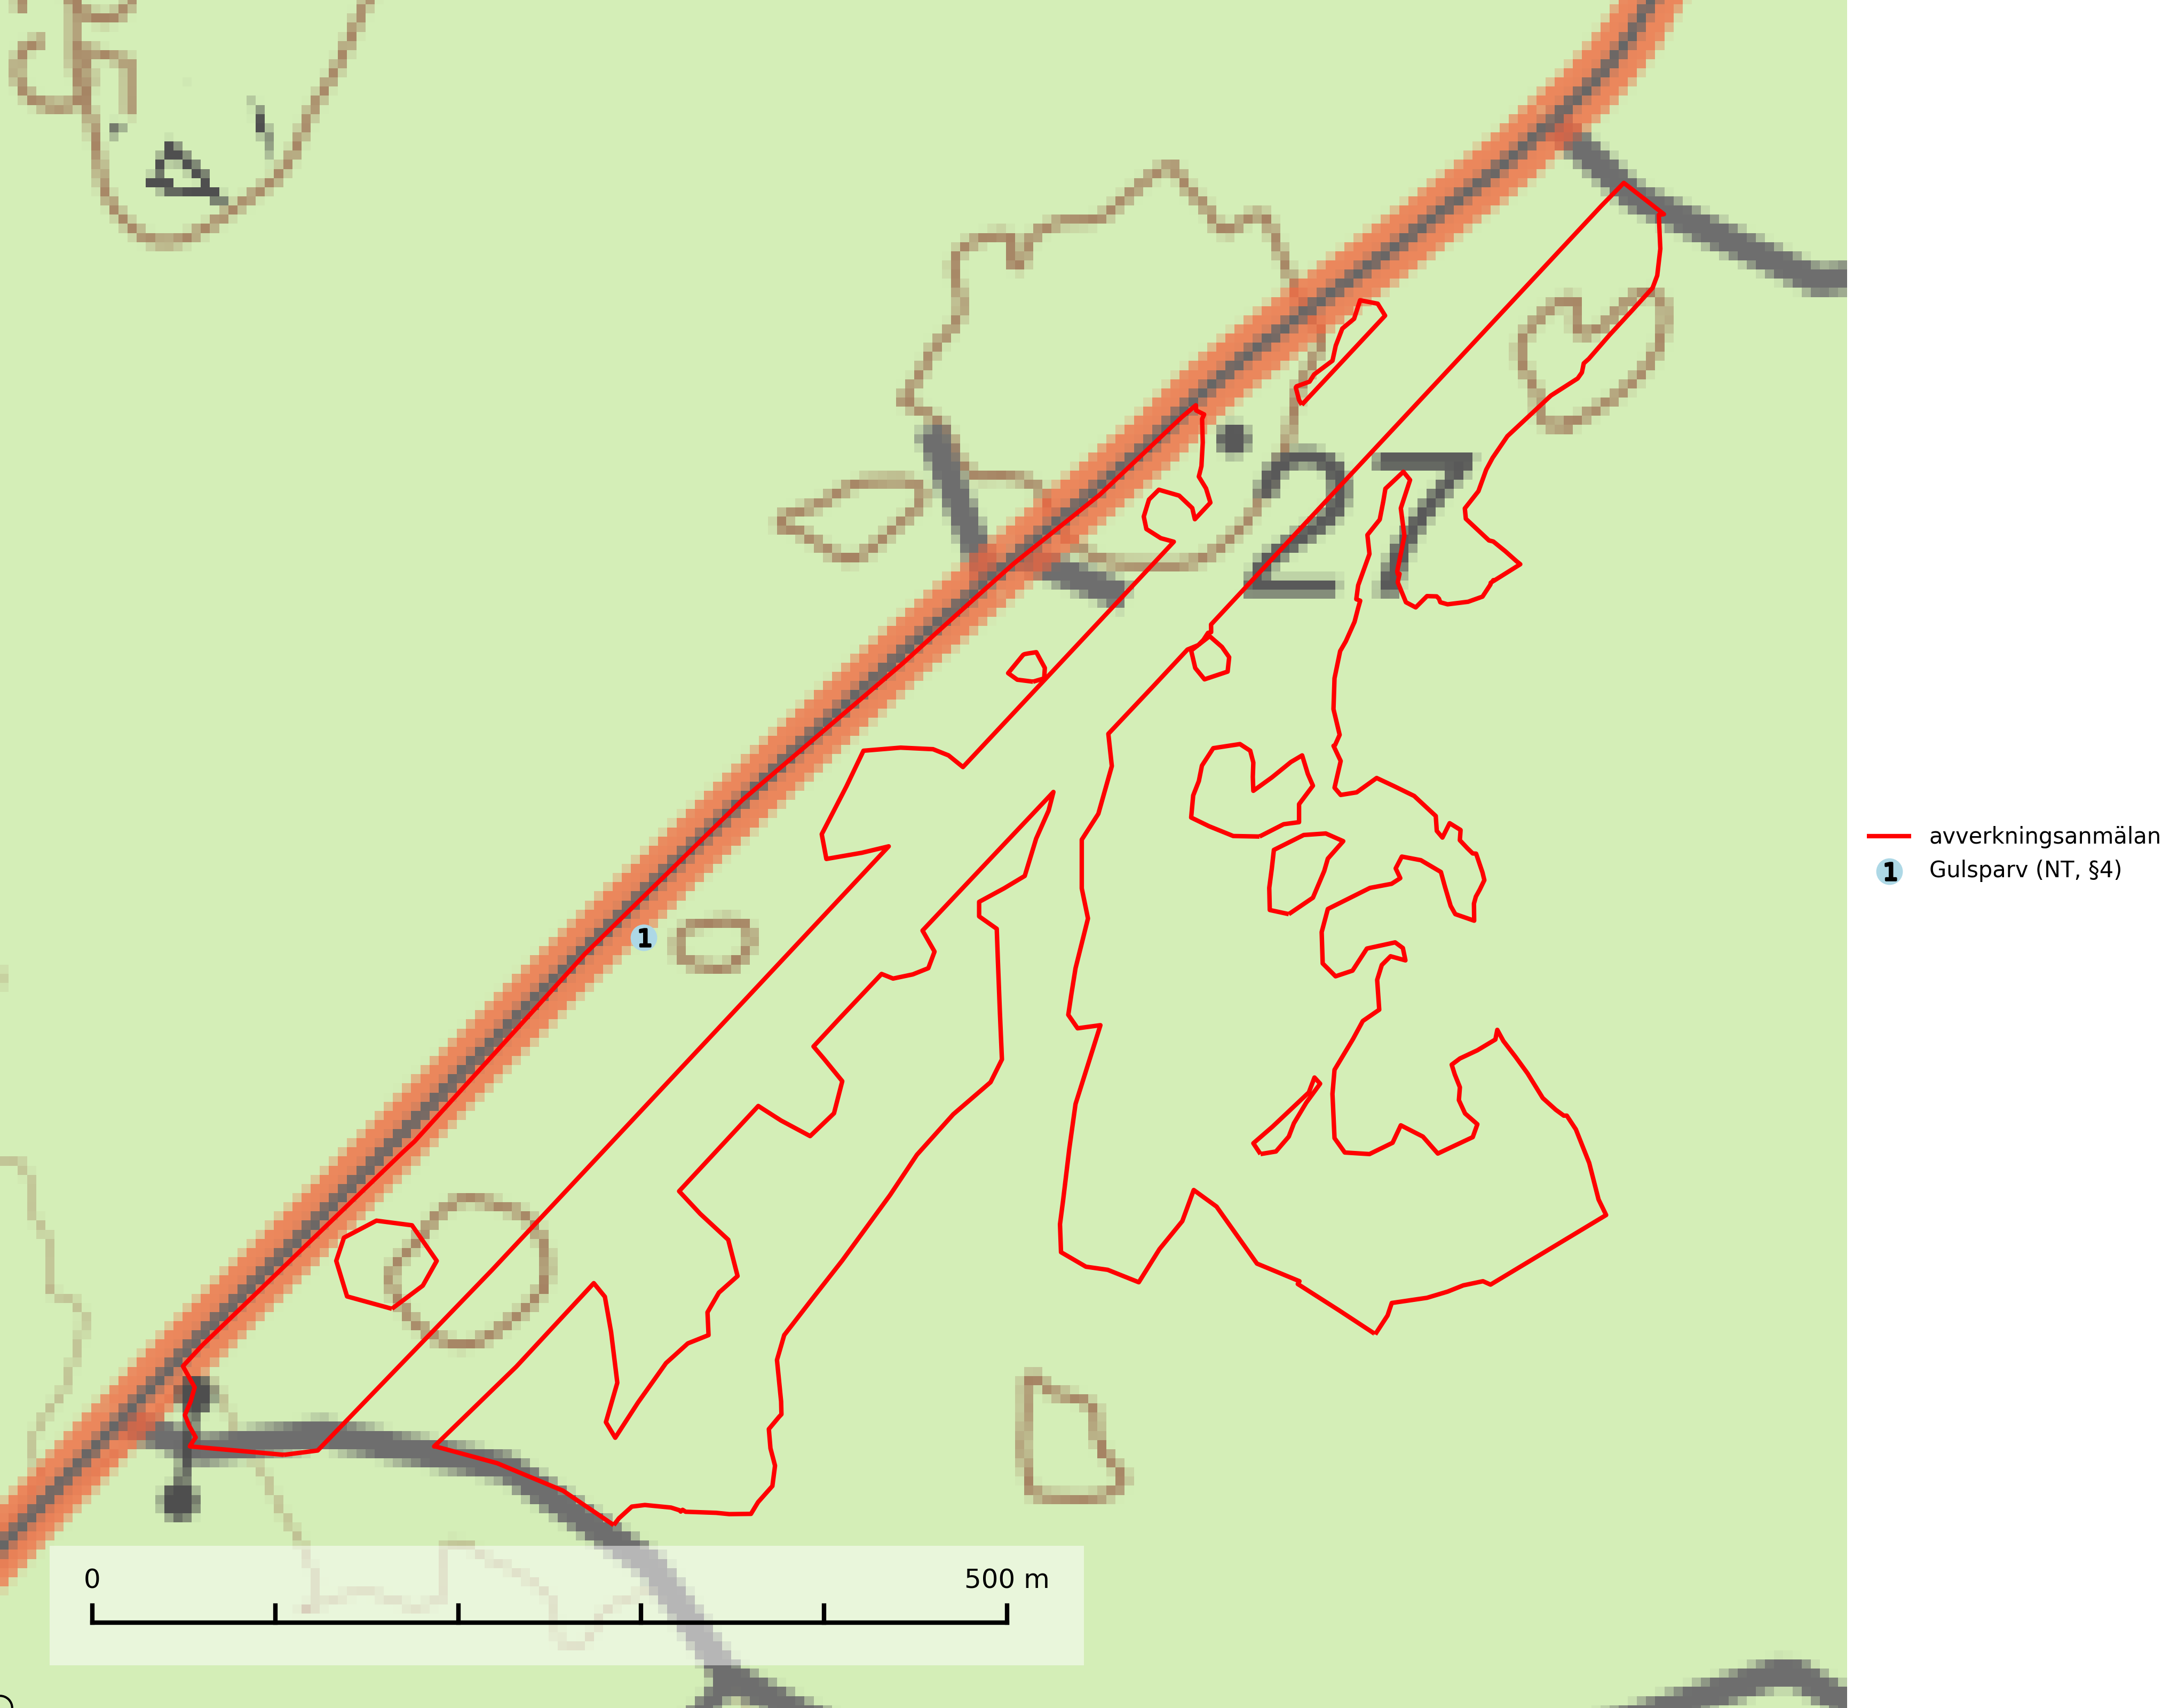 27
avverkningsanmälan
1 Gulsparv (NT, §4)
1
0 500 m